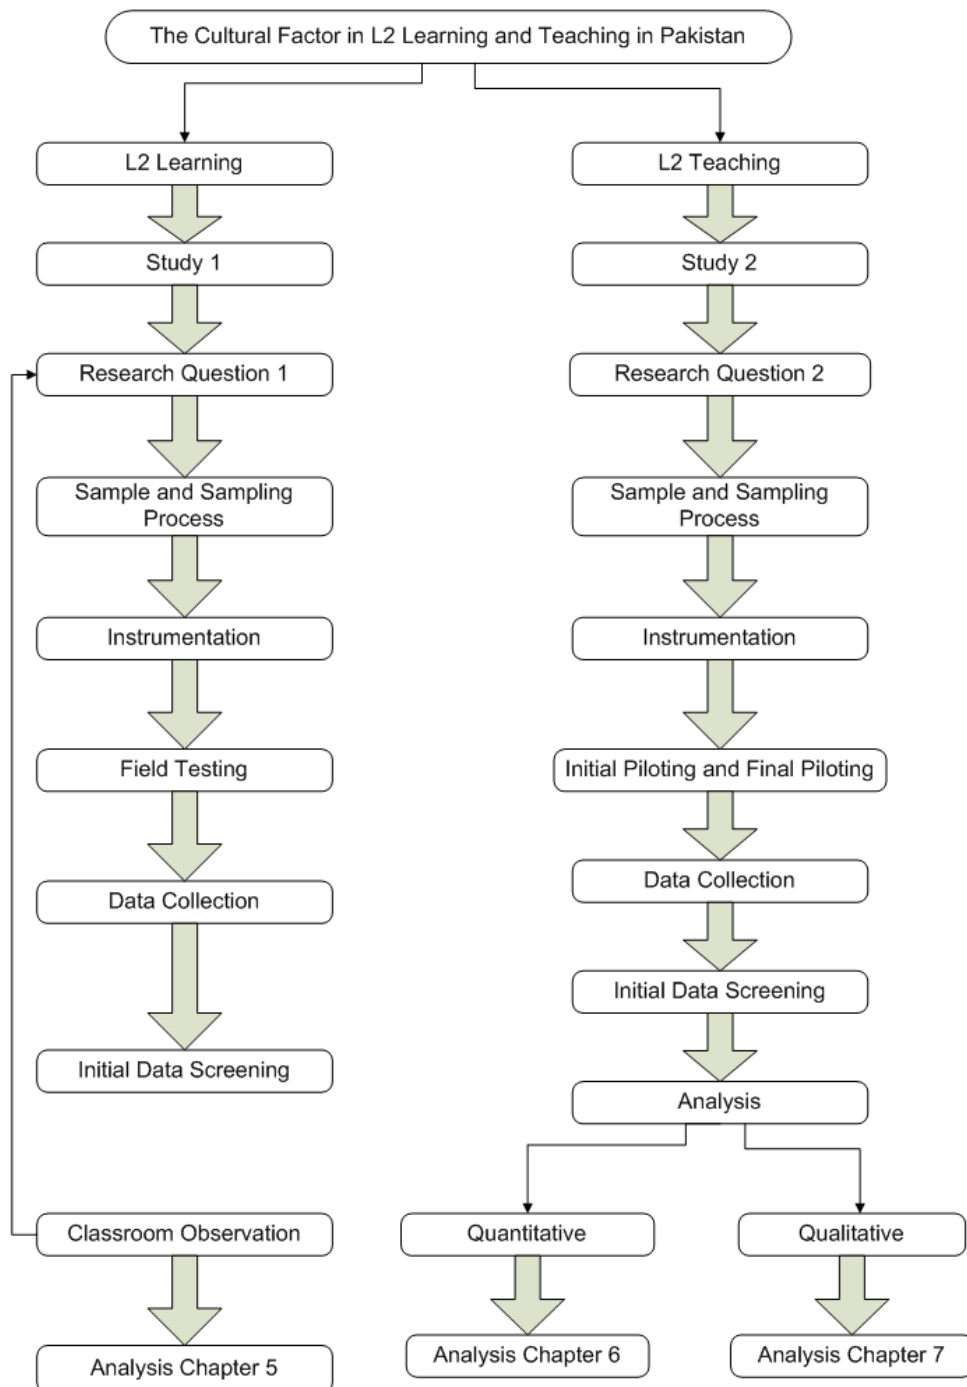 The Cultural Factor in L2 Learning and Teaching in Pakistan
L2 Learning
Study 1
Research Question 1
Sample and Sampling
Process
Instrumentation
Field Testing
Data Collection
Initial Data Screening
Classroom Observation
Analysis Chapter 5
L2 Teaching
Study 2
Research Question 2
Sample and Sampling
Process
Instrumentation
Initial Piloting and Final Piloting
Data Collection
Initial Data Screening
Analysis
Quantitative
Analysis Chapter 6
Qualitative
Analysis Chapter 7